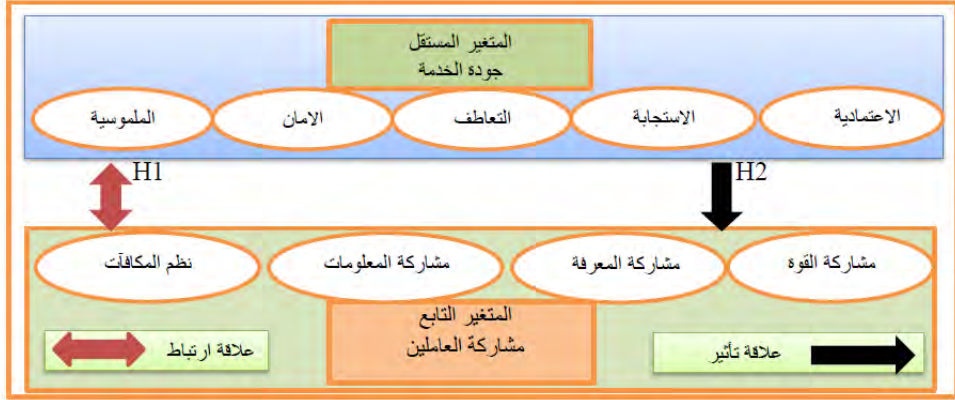 المتغير المستقل
جودة الخدمة
الاعتمادية
الاستجابة
التعاطف
الامان
الملموسية
H1
H2
مشاركة القوة
مشاركة المعرفة
مشاركة المعلومات
نظم المكافآت
المتغير التابع
مشاركة العاملين
علاقة تأثير
علاقة ارتباط